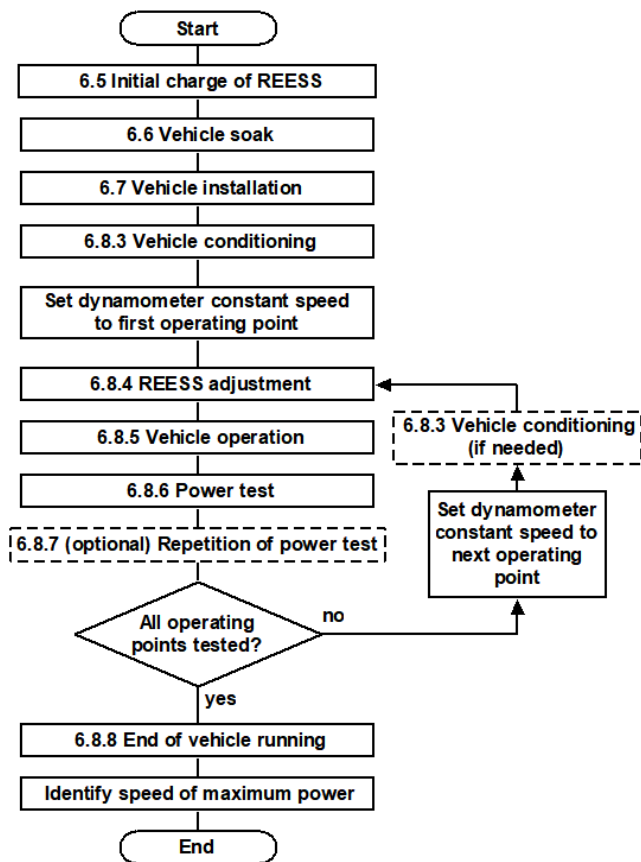 Start
6.5 Initial charge of REESS
6.6 Vehicle soak
6.7 Vehicle installation
6.8.3 Vehicle conditioning
Set dynamometer constant speed
to first operating point
6.8.4 REESS adjustment
6.8.5 Vehicle operation
6.8.6 Power test
6.8.7 (optional) Repetition of power test
All operating
points tested?
no
Set dynamometer
constant speed to
next operating
point
6.8.3 Vehicle conditioning
(if needed)
yes
6.8.8 End of vehicle running
Identify speed of maximum power
End